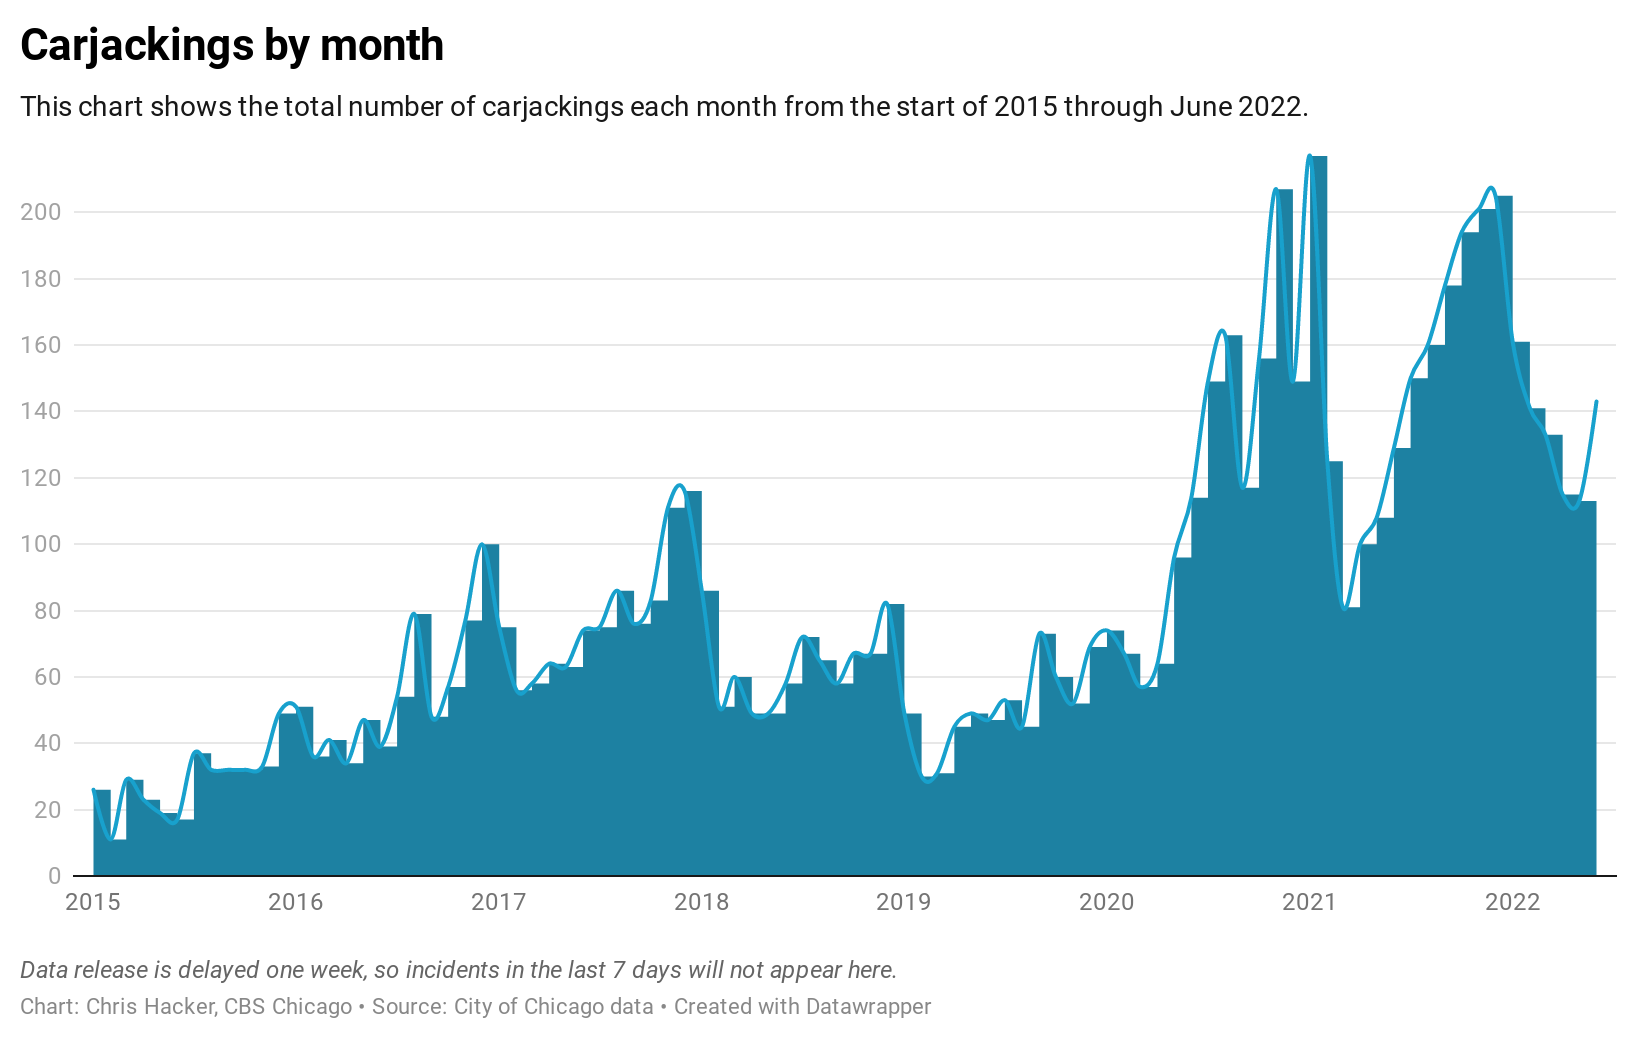 Carjackings by month
This chart shows the total number of carjackings each month from the start of 2015 through June 2022.
200
180
160
140
120
100
80
60
40
20
0
2015 2016 2017 2018 2019 2020 2021 2022
Data release is delayed one week, so incidents in the last 7 days will not appear here.
Chart: Chris Hacker, CBS Chicago • Source: City of Chicago data • Created with Datawrapper